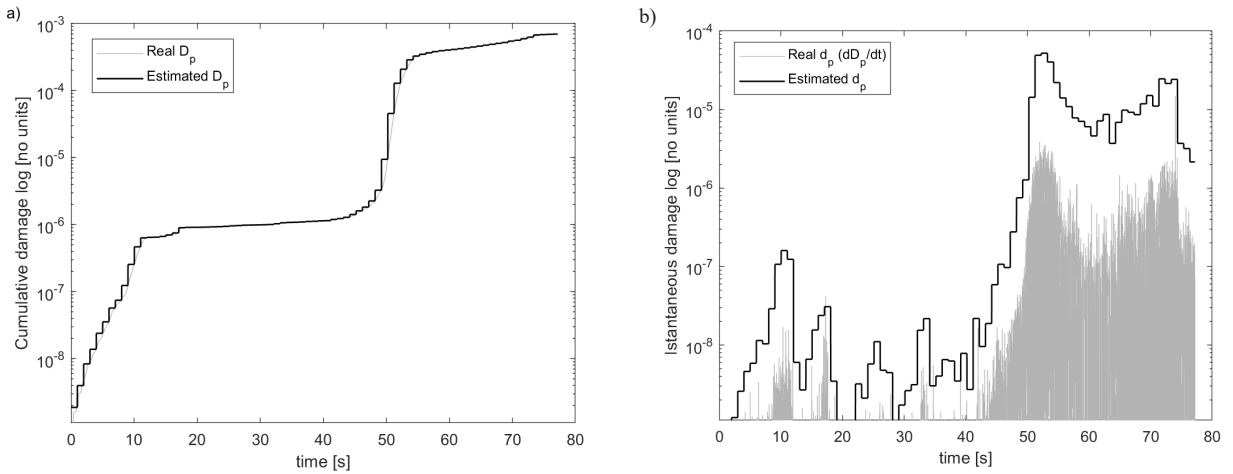 a)
Cumulative damage log [no units]
10^-3
10^-4
10^-5
10^-6
10^-7
10^-8
Real D_p
Estimated D_p
0 10 20 30 40 50 60 70 80
time [s]
b)
Istantaneous damage log [no units]
10^-4
10^-5
10^-6
10^-7
10^-8
Real d_p (dD_p/dt)
Estimated d_p
0 10 20 30 40 50 60 70 80
time [s]